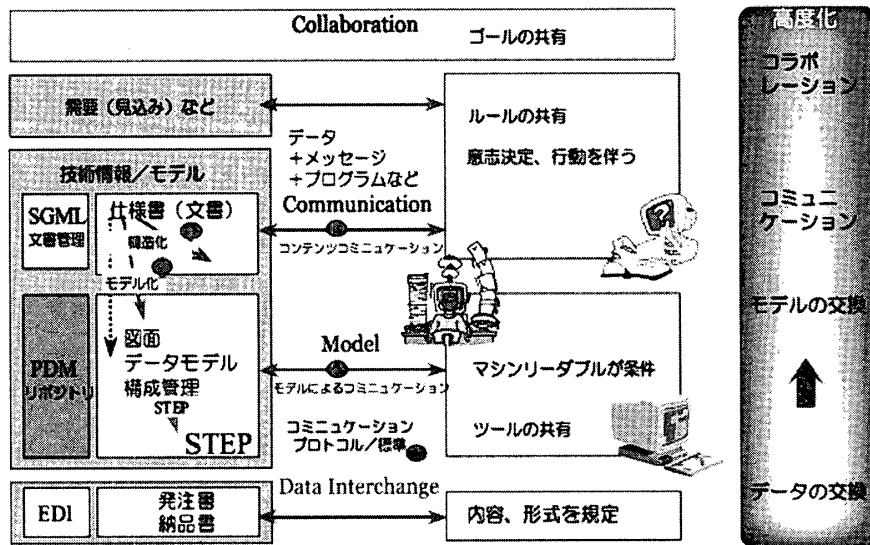 Collaboration
ゴールの共有
需要（見込み）など
データ
＋メッセージ
＋プログラムなど
Communication
コンテンツコミニュケーション
ルールの共有
意志決定、行動を伴う
技術情報／モデル
SGML
文書管理
仕様書（文書）
構造化
モデル化
PDM
リポジトリ
図面
データモデル
構成管理
STEP
STEP
Model
モデルによるコミニュケーション
コミニュケーション
プロトコル／標準
マシンリーダブルが条件
ツールの共有
EDI
発注書
納品書
Data Interchange
内容、形式を規定
高度化
コラボ
レーション
コミュニ
ケーション
モデルの交換
データの交換